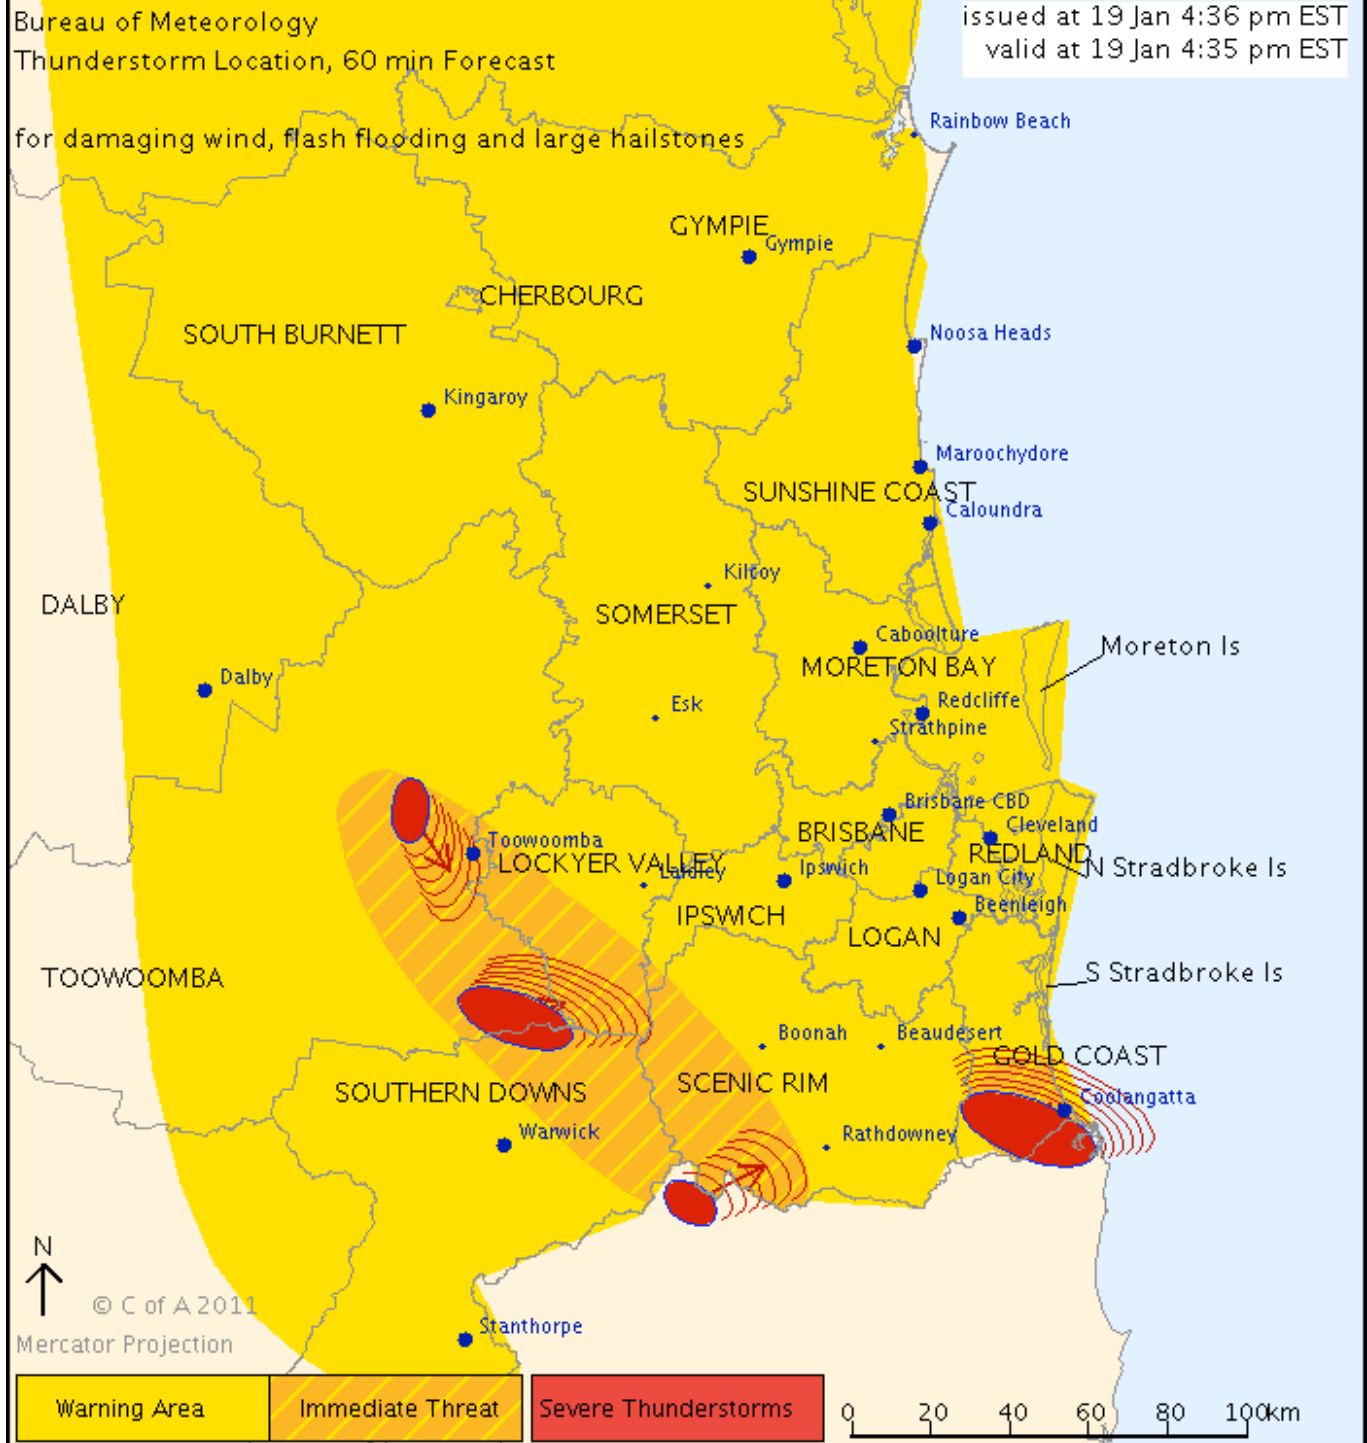 Bureau of Meteorology
issued at 19 Jan 4:36 pm EST
Thunderstorm Location, 60 min Forecast
valid at 19 Jan 4:35 pm EST
for damaging wind, flash flooding and large hailstones
Rainbow Beach
GYMPIE
Gympie
CHERBOURG
SOUTH BURNETT
Noosa Heads
Kingaroy
Maroochydore
SUNSHINE COAST
Caloundra
Kilcoy
DALBY
SOMERSET
Caboolture
Moreton Is
MORETON BAY
Dalby
Esk
Redcliffe
Strathpine
Brisbane CBD
BRISBANE
Cleveland
Toowoomba
LOCKYER VALLEY
REDLAND
Laidley
Ipswich
Logan City
N Stradbroke Is
IPSWICH
Beenleigh
LOGAN
TOOWOOMBA
S Stradbroke Is
Boonah
Beaudesert
GOLD COAST
SCENIC RIM
SOUTHERN DOWNS
Coolangatta
Warwick
Rathdowney
N
© C of A 2011
Stanthorpe
Mercator Projection
Warning Area
Immediate Threat
Severe Thunderstorms
0 20 40 60 80 100km